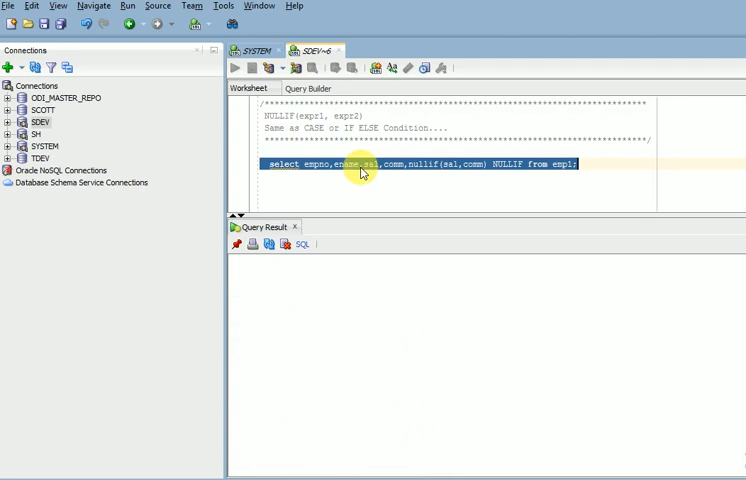 File Edit View Navigate Run Source Team Tools Window Help
Connections
SYSTEM SDEV~6
Worksheet Query Builder
Connections
ODI_MASTER_REPO
SCOTT
SDEV
SH
SYSTEM
TDEV
Oracle NoSQL Connections
Database Schema Service Connections
/***************************************************************************
NULLIF(expr1, expr2)
Same as CASE or IF ELSE Condition....
***************************************************************************/
select empno,ename,sal,comm,nullif(sal,comm) NULLIF from emp1;
Query Result
SQL